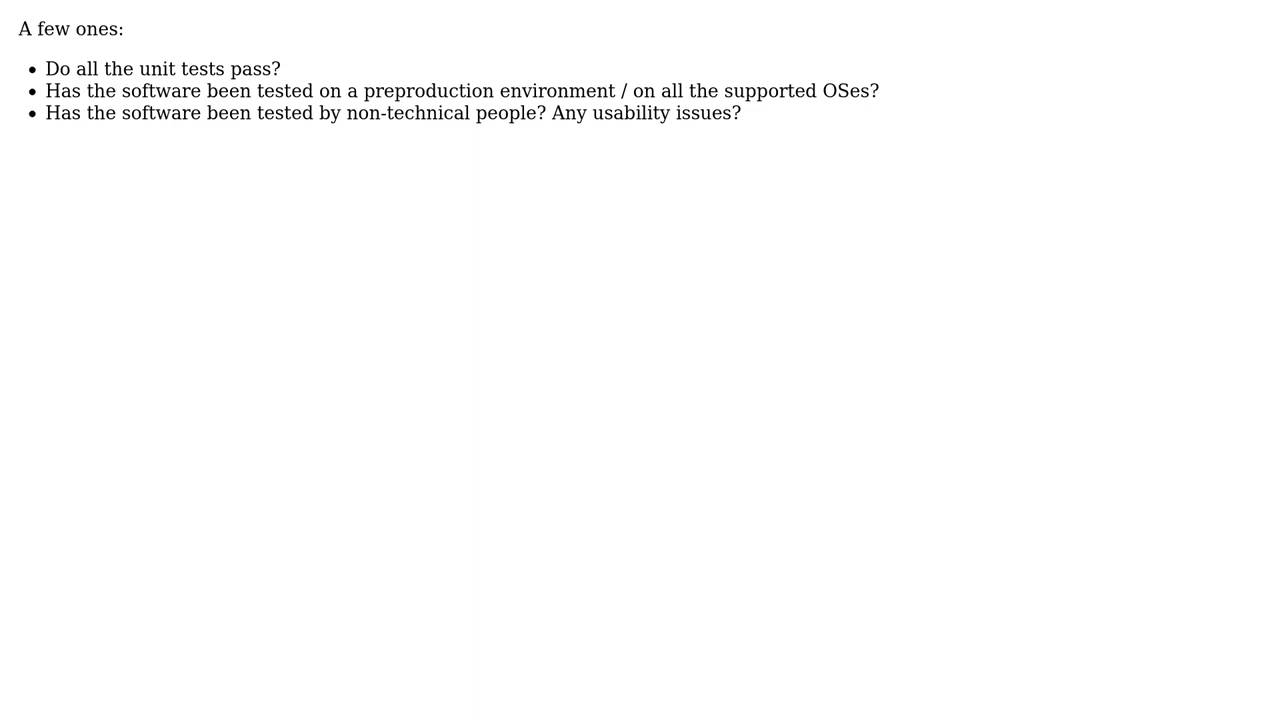 A few ones:
• Do all the unit tests pass?
• Has the software been tested on a preproduction environment / on all the supported OSes?
• Has the software been tested by non-technical people? Any usability issues?